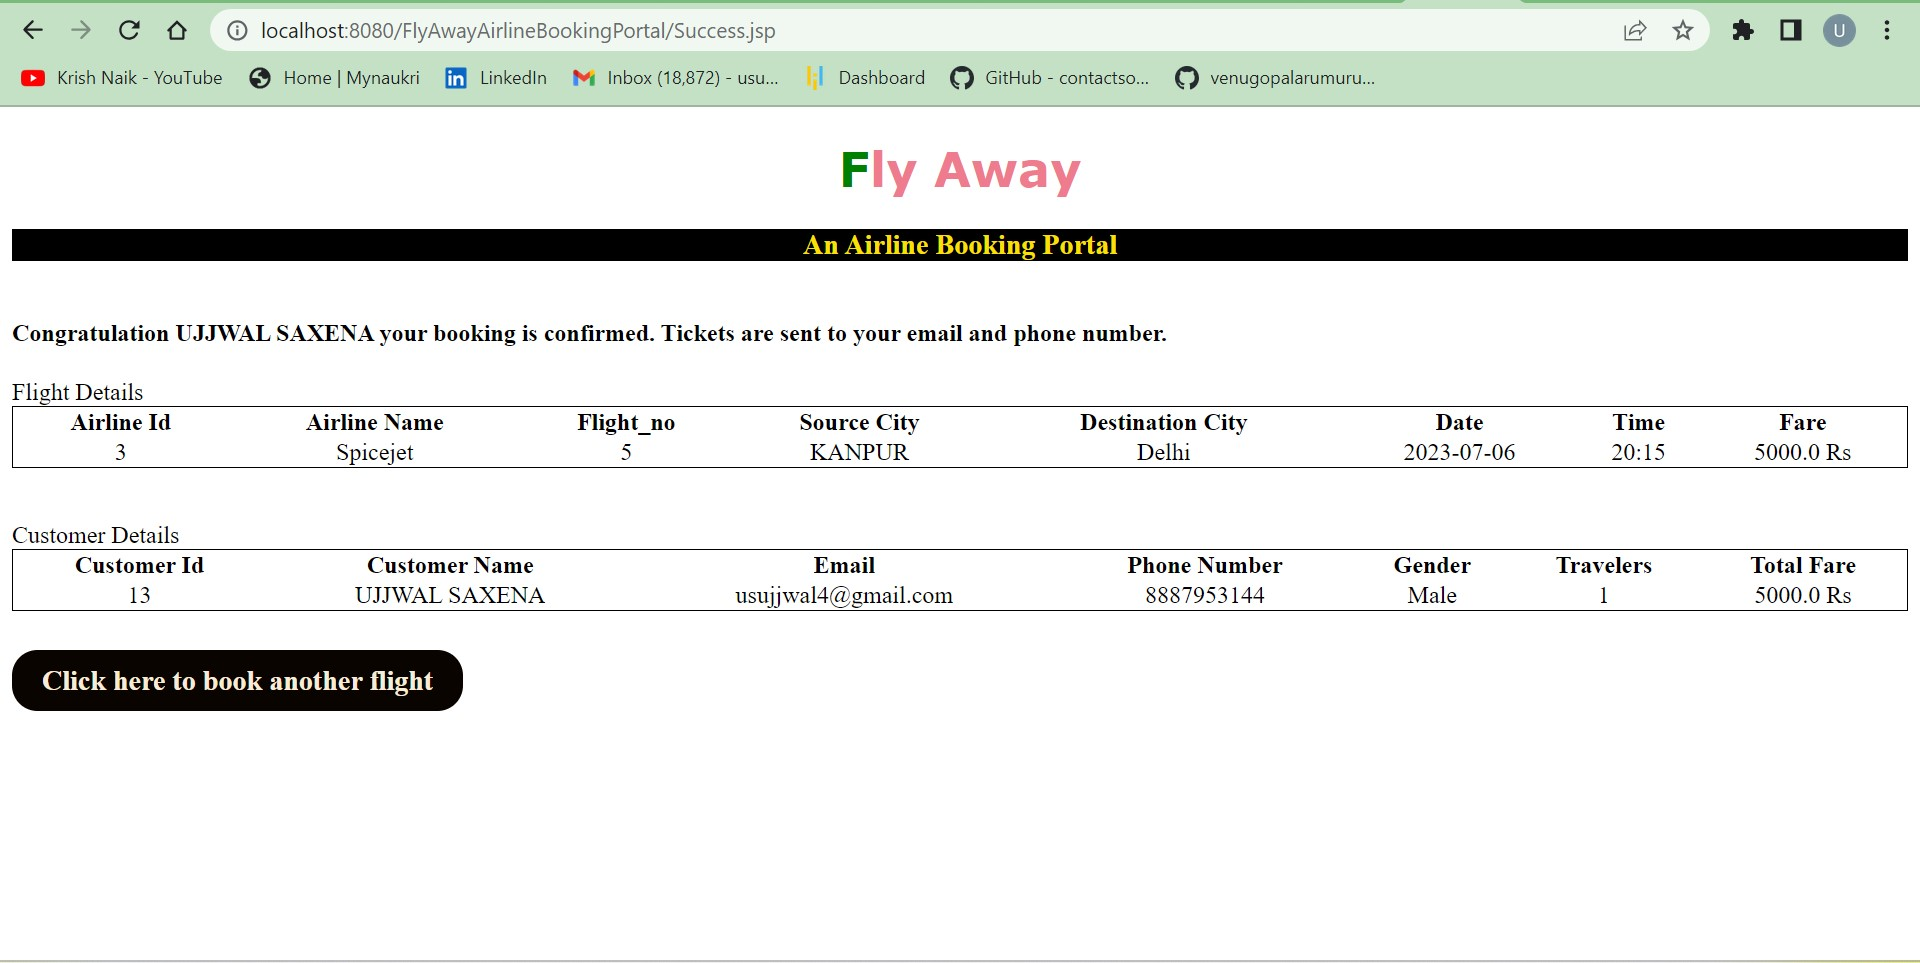 localhost:8080/FlyAwayAirlineBookingPortal/Success.jsp
U
Krish Naik - YouTube Home | Mynaukri LinkedIn Inbox (18,872) - usu... Dashboard GitHub - contactso... venugopalarumuru...
Fly Away
An Airline Booking Portal
Congratulation UJJWAL SAXENA your booking is confirmed. Tickets are sent to your email and phone number.
Flight Details
Airline Id Airline Name Flight_no Source City Destination City Date Time Fare
3 Spicejet 5 KANPUR Delhi 2023-07-06 20:15 5000.0 Rs
Customer Details
Customer Id Customer Name Email Phone Number Gender Travelers Total Fare
13 UJJWAL SAXENA usujjwal4@gmail.com 8887953144 Male 1 5000.0 Rs
Click here to book another flight